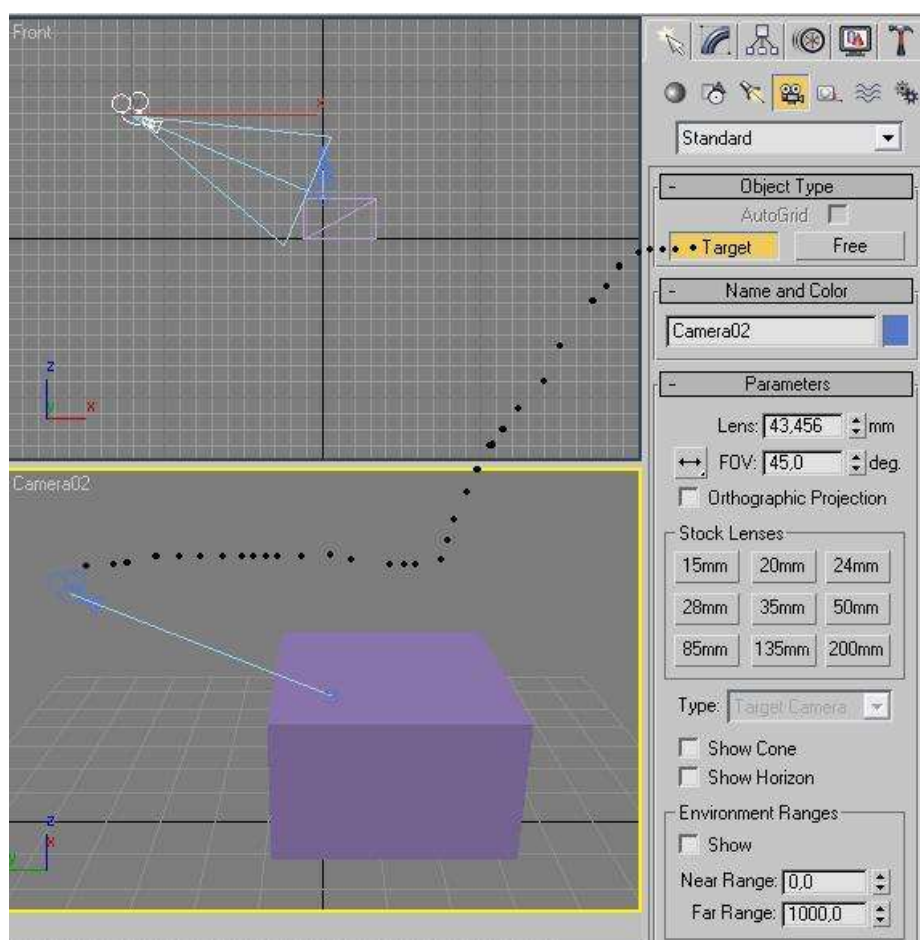 Front
z
x
y
Camera02
z
x
y
Standard
- Object Type
AutoGrid
Target Free
- Name and Color
Camera02
- Parameters
Lens: 43,456 mm
FOV: 45,0 deg.
Orthographic Projection
Stock Lenses
15mm 20mm 24mm
28mm 35mm 50mm
85mm 135mm 200mm
Type: Target Camera
Show Cone
Show Horizon
Environment Ranges
Show
Near Range: 0,0
Far Range: 1000,0